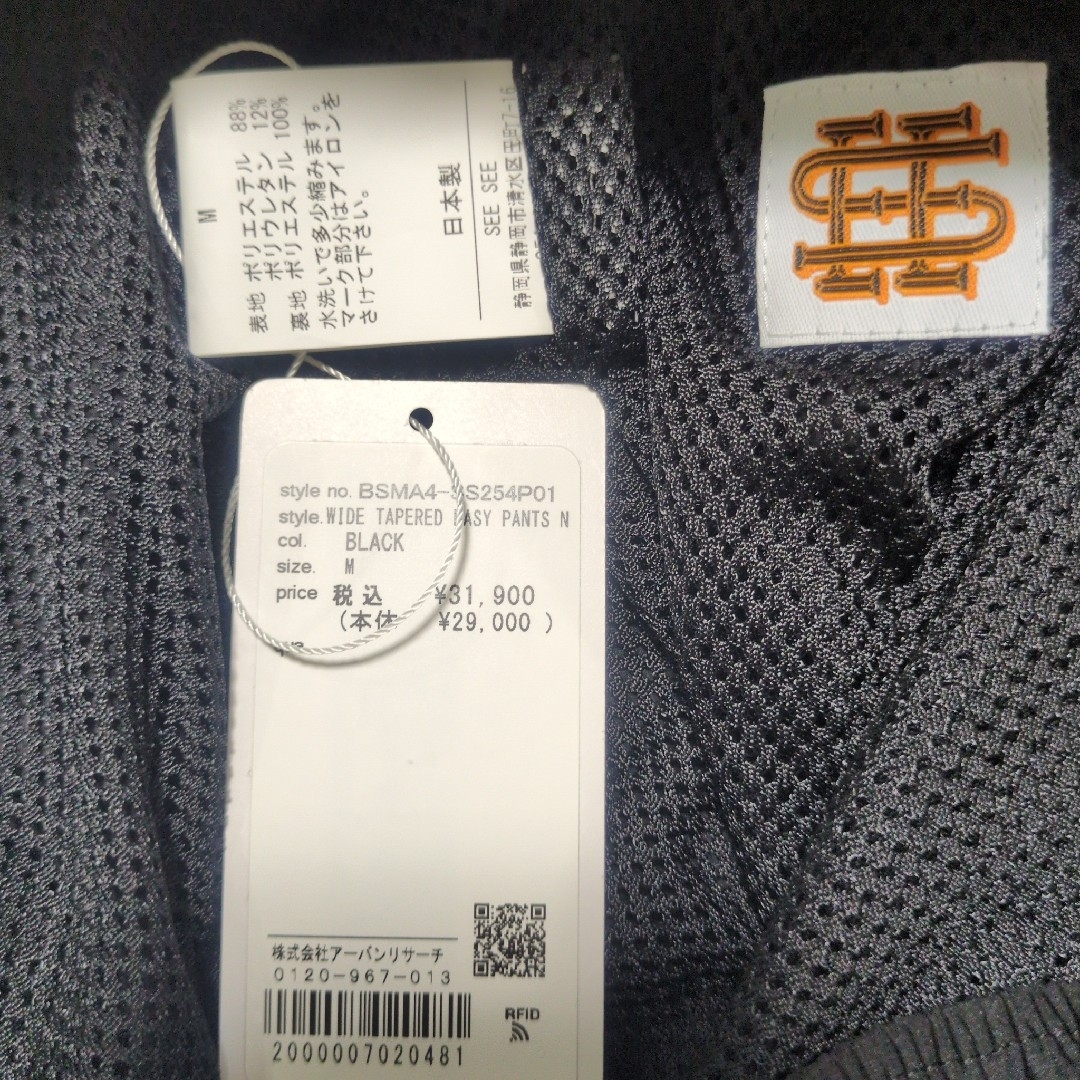 M
表地 ポリエステル 88%
ポリウレタン 12%
裏地 ポリエステル 100%
水洗いで多少縮みます。
マーク部分はアイロンを
さけて下さい。
日本製
SEE SEE
静岡県静岡市清水区
style no. BSMA4-
style. WIDE TAPERED PANTS N
col. BLACK
size. M
price 税込 ¥31,900
(本体 ¥29,000 )
株式会社アーバンリサーチ
0120-967-013
RFID
2000007020481